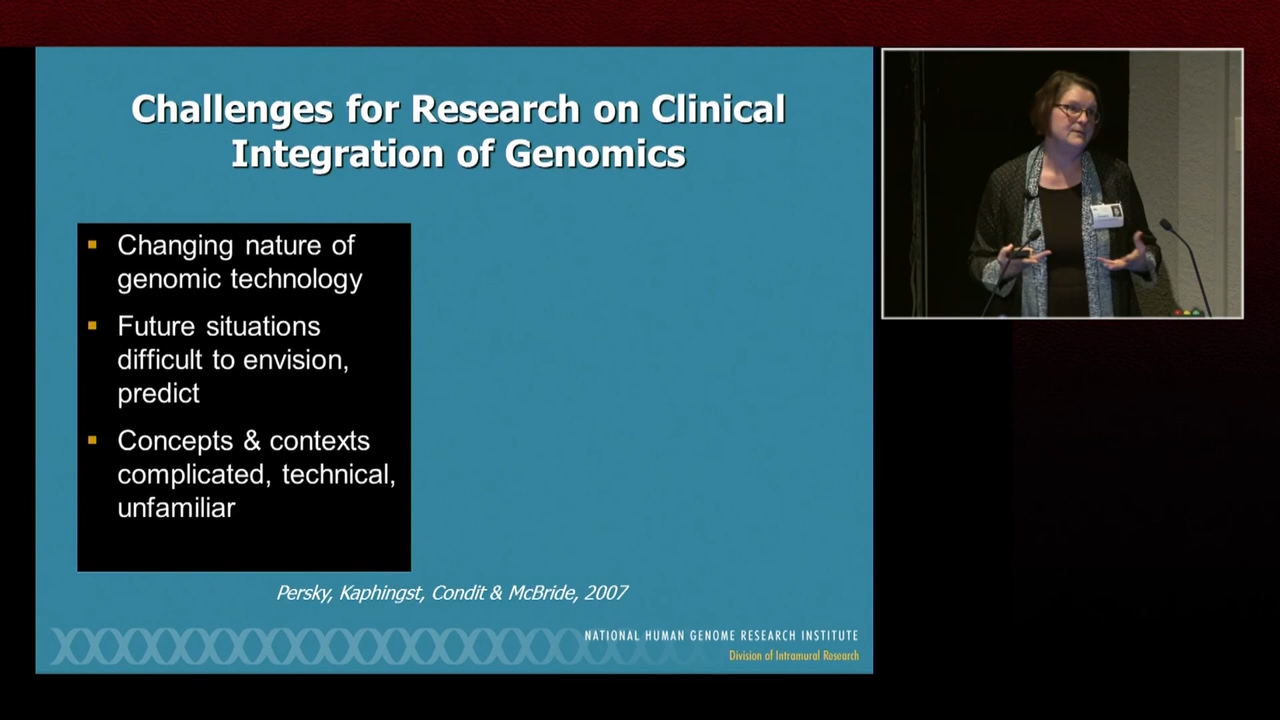 Challenges for Research on Clinical
Integration of Genomics
▪ Changing nature of
genomic technology
▪ Future situations
difficult to envision,
predict
▪ Concepts & contexts
complicated, technical,
unfamiliar
Persky, Kaphingst, Condit & McBride, 2007
NATIONAL HUMAN GENOME RESEARCH INSTITUTE
Division of Intramural Research